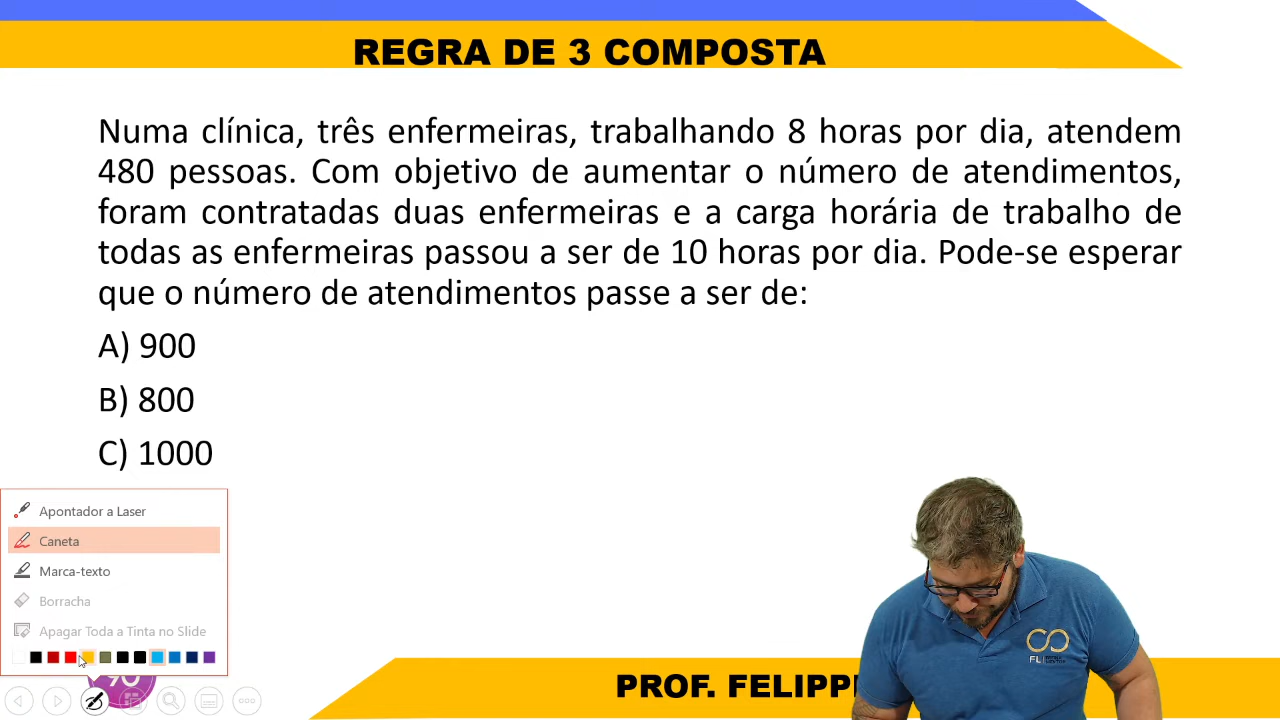 REGRA DE 3 COMPOSTA
Numa clínica, três enfermeiras, trabalhando 8 horas por dia, atendem
480 pessoas. Com objetivo de aumentar o número de atendimentos,
foram contratadas duas enfermeiras e a carga horária de trabalho de
todas as enfermeiras passou a ser de 10 horas por dia. Pode-se esperar
que o número de atendimentos passe a ser de:
A) 900
B) 800
C) 1000
Apontador a Laser
Caneta
Marca-texto
Borracha
Apagar Toda a Tinta no Slide
PROF. FELIPP